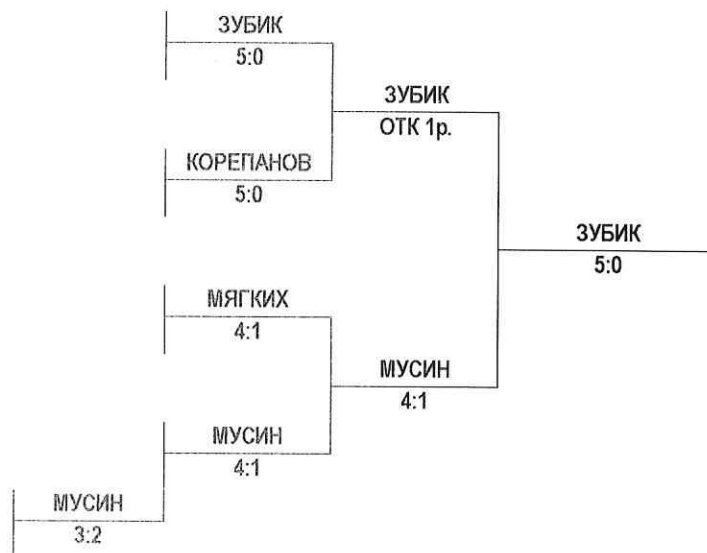 ЗУБИК
5:0
ЗУБИК
ОТК 1р.
КОРЕПАНОВ
5:0
ЗУБИК
5:0
МЯГКИХ
4:1
МУСИН
4:1
МУСИН
4:1
МУСИН
3:2